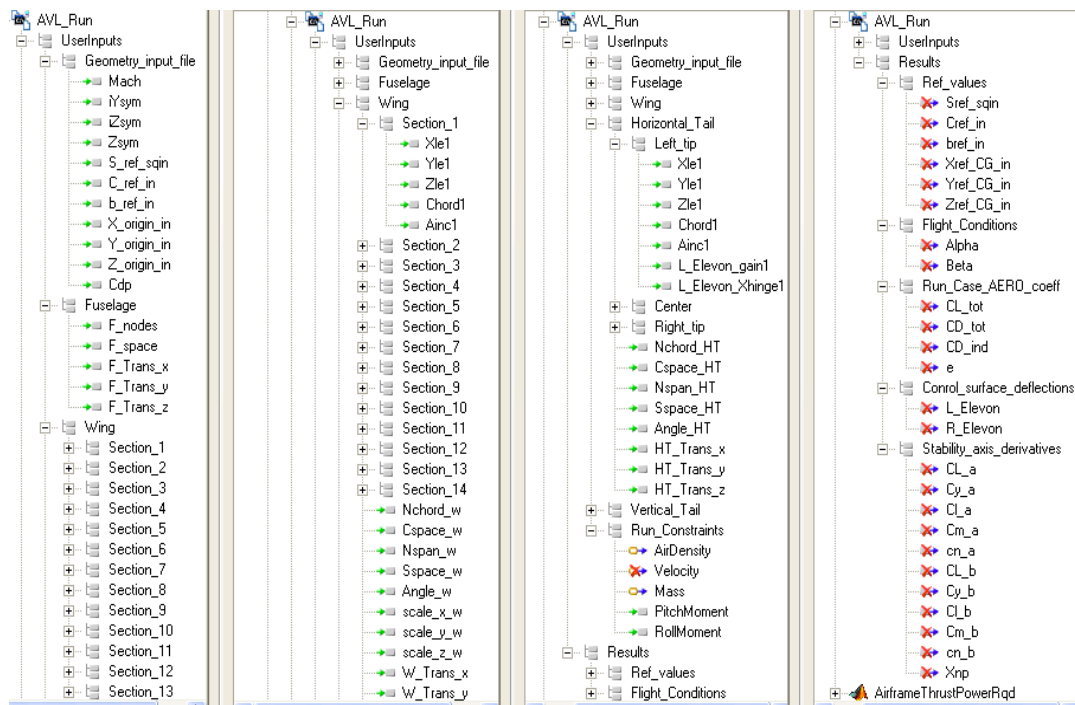 AVL_Run
UserInputs
Geometry_input_file
Mach
iYsym
iZsym
Zsym
S_ref_sqin
C_ref_in
b_ref_in
X_origin_in
Y_origin_in
Z_origin_in
Cdp
Fuselage
F_nodes
F_space
F_Trans_x
F_Trans_y
F_Trans_z
Wing
Section_1
Section_2
Section_3
Section_4
Section_5
Section_6
Section_7
Section_8
Section_9
Section_10
Section_11
Section_12
Section_13
AVL_Run
UserInputs
Geometry_input_file
Fuselage
Wing
Section_1
Xle1
Yle1
Zle1
Chord1
Ainc1
Section_2
Section_3
Section_4
Section_5
Section_6
Section_7
Section_8
Section_9
Section_10
Section_11
Section_12
Section_13
Section_14
Nchord_w
Cspace_w
Nspan_w
Sspace_w
Angle_w
scale_x_w
scale_y_w
scale_z_w
W_Trans_x
W_Trans_y
AVL_Run
UserInputs
Geometry_input_file
Fuselage
Wing
Horizontal_Tail
Left_tip
Xle1
Yle1
Zle1
Chord1
Ainc1
L_Elevon_gain1
L_Elevon_Xhinge1
Center
Right_tip
Nchord_HT
Cspace_HT
Nspan_HT
Sspace_HT
Angle_HT
HT_Trans_x
HT_Trans_y
HT_Trans_z
Vertical_Tail
Run_Constraints
AirDensity
Velocity
Mass
PitchMoment
RollMoment
Results
Ref_values
Flight_Conditions
AVL_Run
UserInputs
Results
Ref_values
Sref_sqin
Cref_in
bref_in
Xref_CG_in
Yref_CG_in
Zref_CG_in
Flight_Conditions
Alpha
Beta
Run_Case_AERO_coeff
CL_tot
CD_tot
CD_ind
e
Conrol_surface_deflections
L_Elevon
R_Elevon
Stability_axis_derivatives
CL_a
Cy_a
Cl_a
Cm_a
cn_a
CL_b
Cy_b
Cl_b
Cm_b
cn_b
Xnp
AirframeThrustPowerRqd